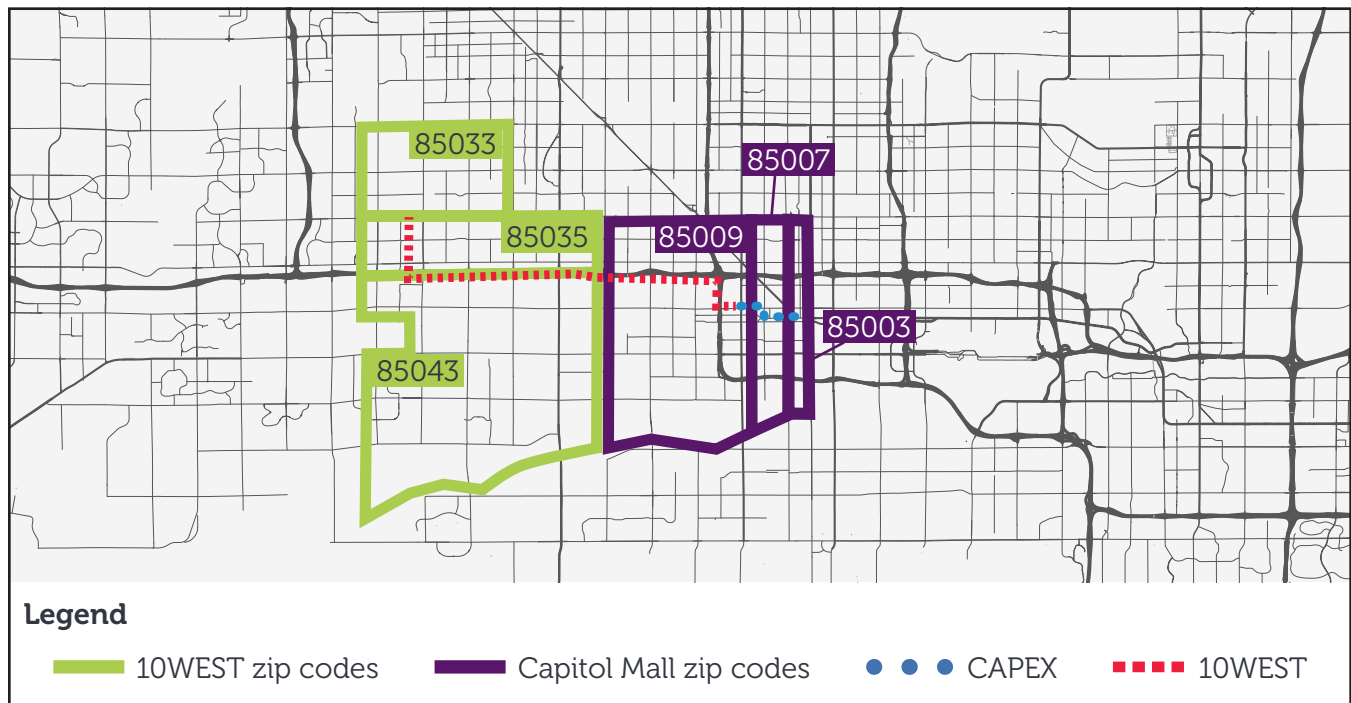 85033
85007
85035
85009
85003
85043
Legend
10WEST zip codes
Capitol Mall zip codes
CAPEX
10WEST